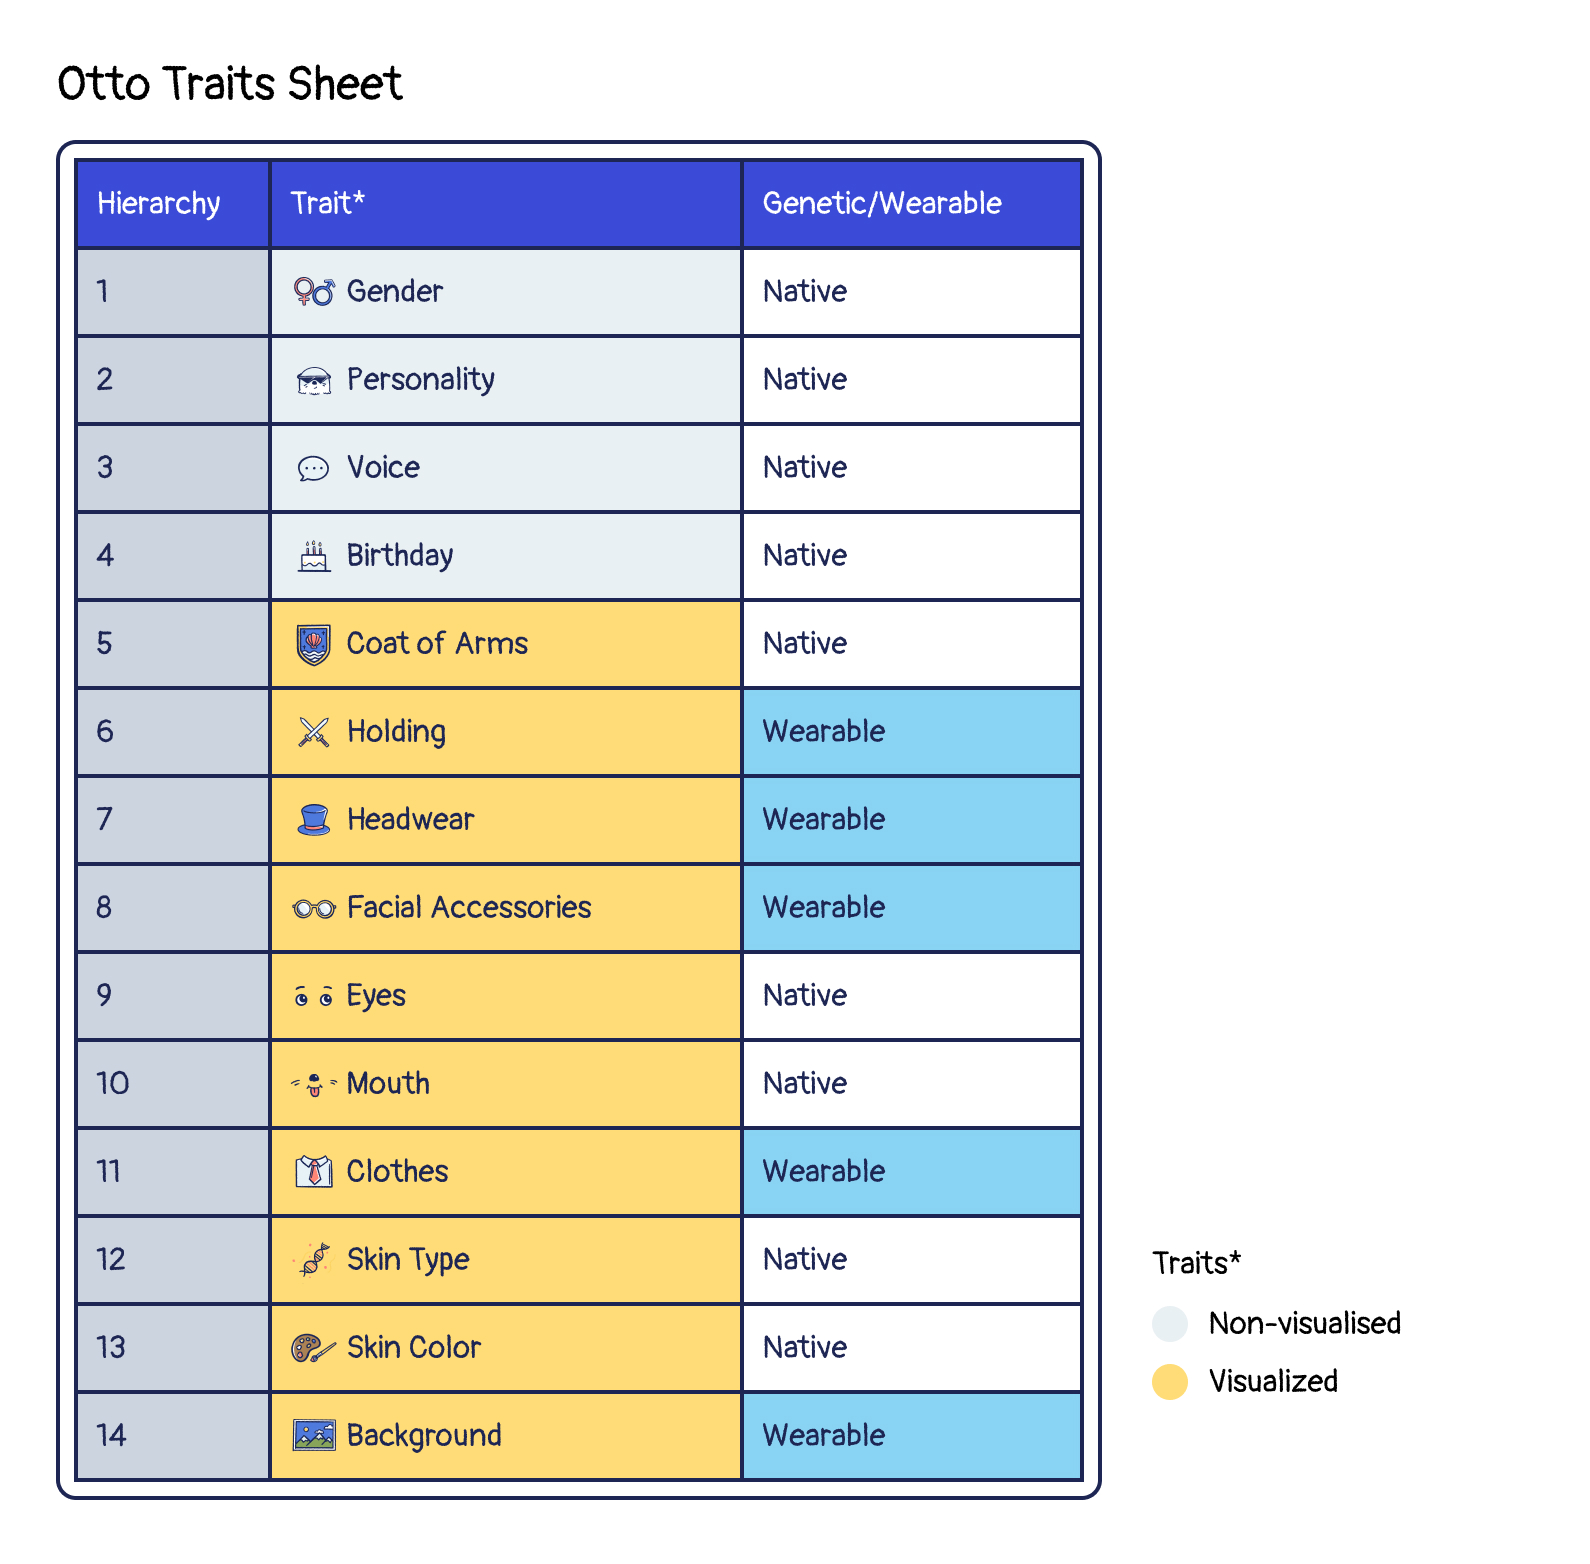 Otto Traits Sheet
Hierarchy Trait* Genetic/Wearable
1 Gender Native
2 Personality Native
3 Voice Native
4 Birthday Native
5 Coat of Arms Native
6 Holding Wearable
7 Headwear Wearable
8 Facial Accessories Wearable
9 Eyes Native
10 Mouth Native
11 Clothes Wearable
12 Skin Type Native
13 Skin Color Native
14 Background Wearable
Traits*
Non-visualised
Visualized